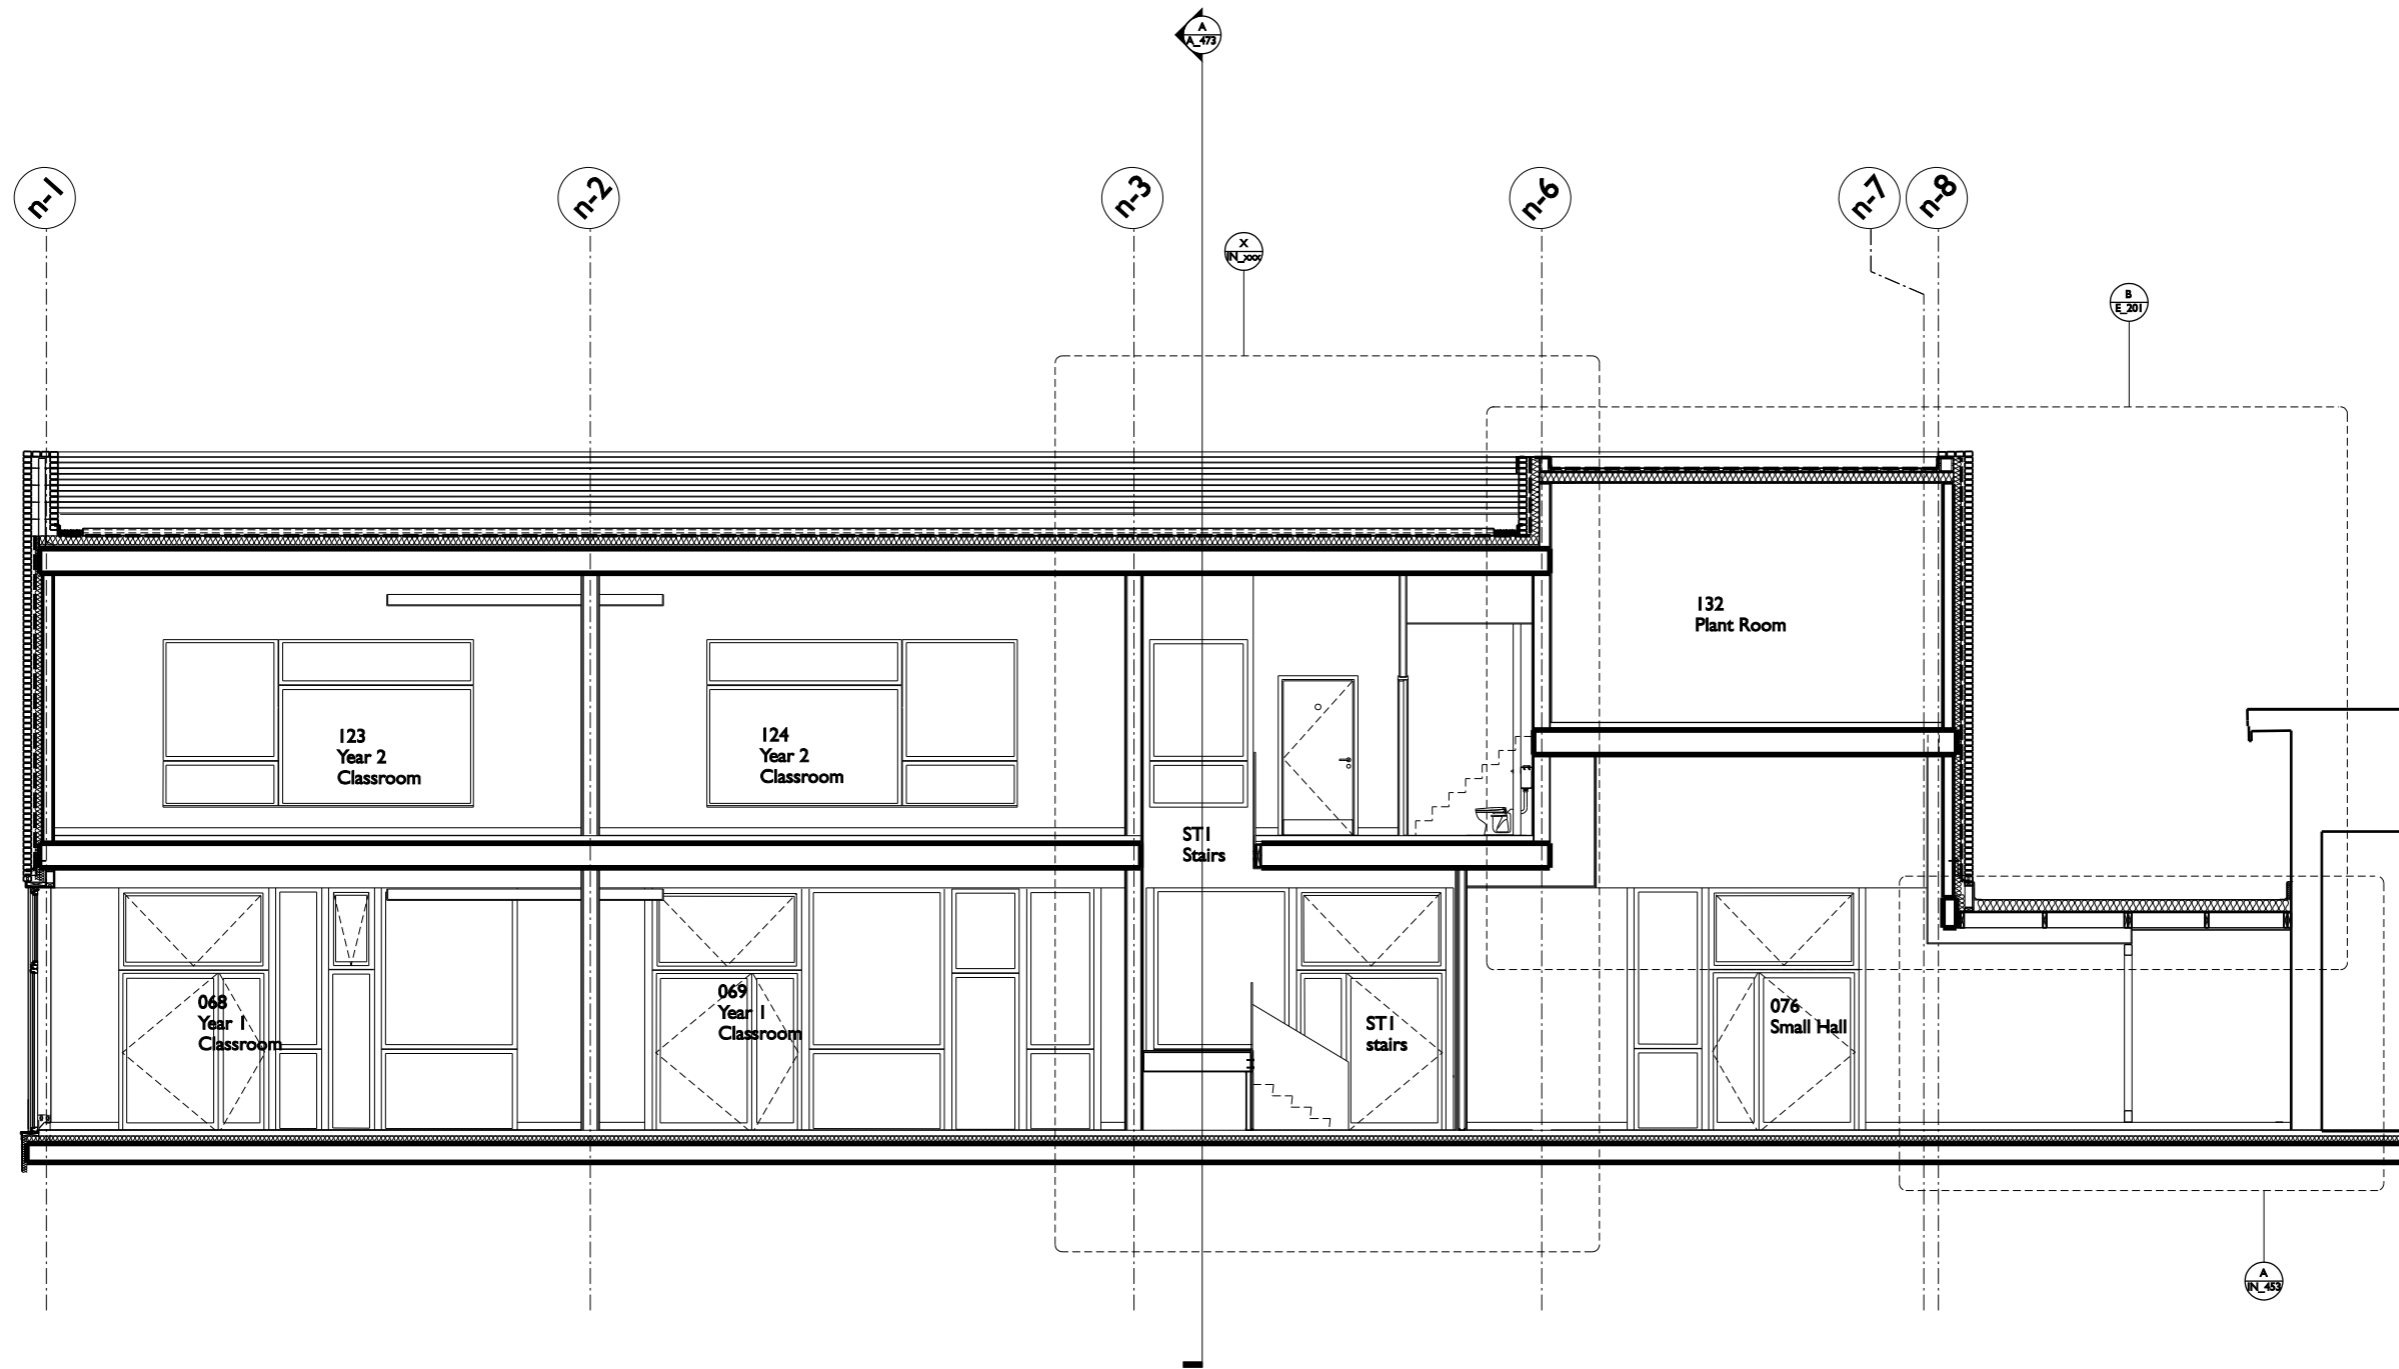 A
A_473
n-1
n-2
n-3
n-6
n-7
n-8
X
IN_xxx
B
E_201
132
Plant Room
123
Year 2
Classroom
124
Year 2
Classroom
ST1
Stairs
068
Year 1
Classroom
069
Year 1
Classroom
ST1
stairs
076
Small Hall
A
IN_453